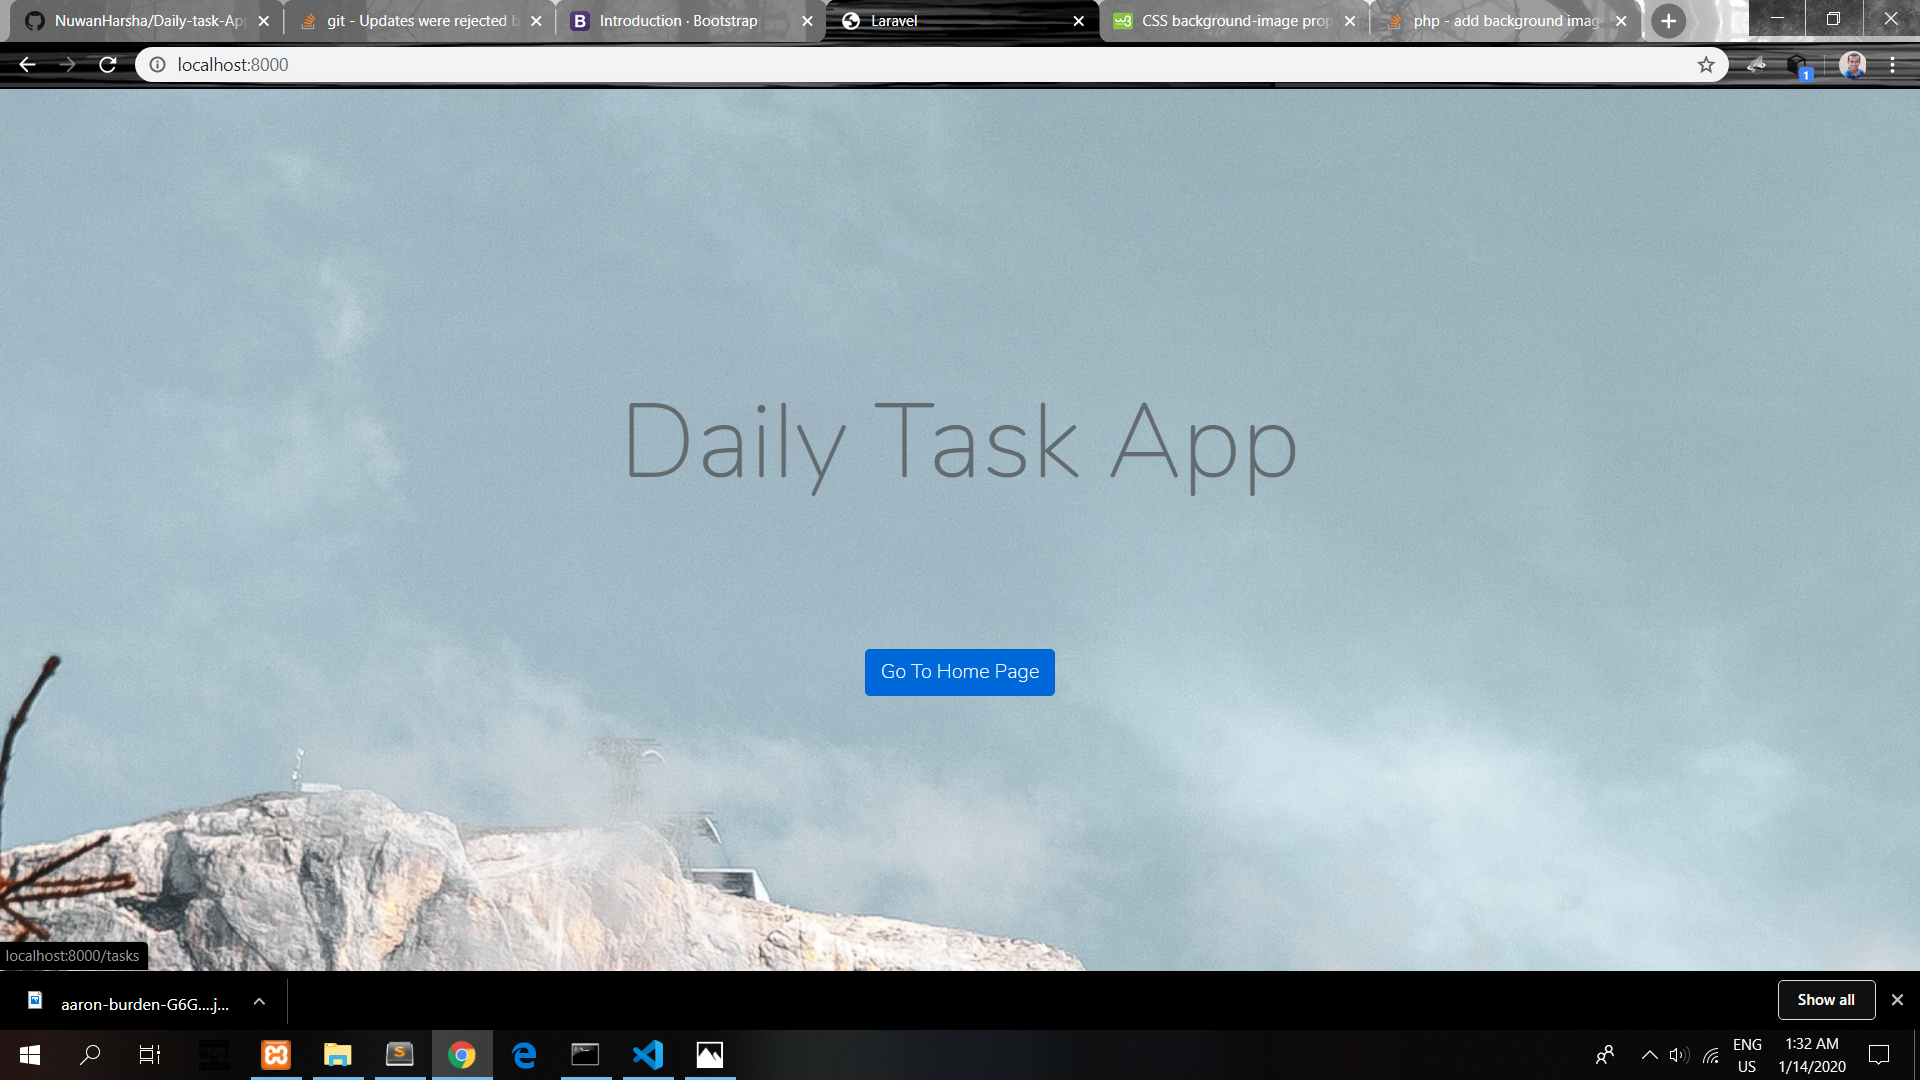 NuwanHarsha/Daily-task-Ap
git - Updates were rejected b
Introduction · Bootstrap
Laravel
CSS background-image prop
php - add background imag
localhost:8000
1
Daily Task App
Go To Home Page
localhost:8000/tasks
aaron-burden-G6G....j...
Show all
ENG
US
1:32 AM
1/14/2020